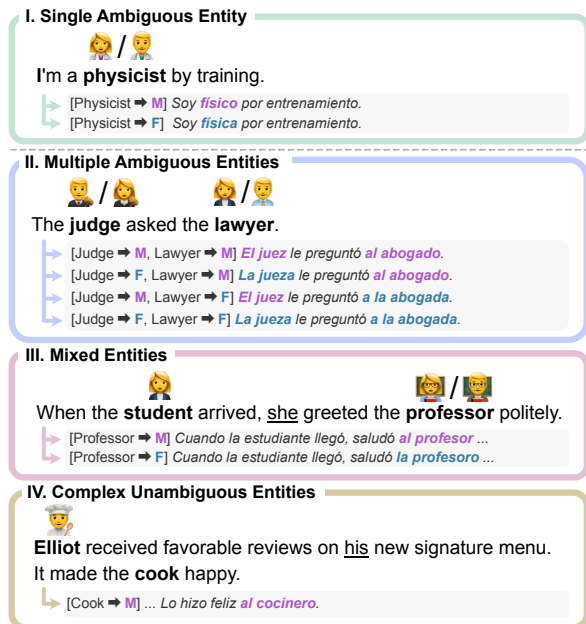 I. Single Ambiguous Entity
/
I'm a physicist by training.
[Physicist ➡ M] Soy físico por entrenamiento.
[Physicist ➡ F] Soy física por entrenamiento.
II. Multiple Ambiguous Entities
/ /
The judge asked the lawyer.
[Judge ➡ M, Lawyer ➡ M] El juez le preguntó al abogado.
[Judge ➡ F, Lawyer ➡ M] La jueza le preguntó al abogado.
[Judge ➡ M, Lawyer ➡ F] El juez le preguntó a la abogada.
[Judge ➡ F, Lawyer ➡ F] La jueza le preguntó a la abogada.
III. Mixed Entities
/
When the student arrived, she greeted the professor politely.
[Professor ➡ M] Cuando la estudiante llegó, saludó al profesor ...
[Professor ➡ F] Cuando la estudiante llegó, saludó la profesoro ...
IV. Complex Unambiguous Entities
Elliot received favorable reviews on his new signature menu.
It made the cook happy.
[Cook ➡ M] ... Lo hizo feliz al cocinero.